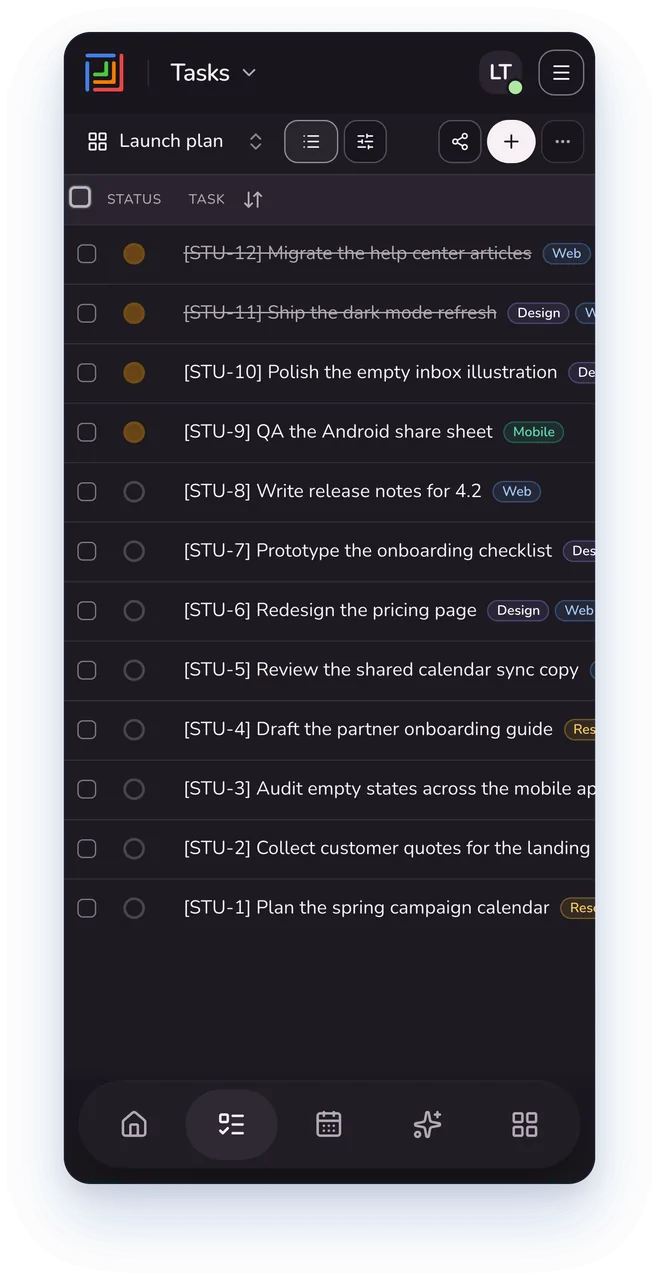 Tasks
LT
Launch plan
STATUS TASK
[STU-12] Migrate the help center articles Web
[STU-11] Ship the dark mode refresh Design W
[STU-10] Polish the empty inbox illustration De
[STU-9] QA the Android share sheet Mobile
[STU-8] Write release notes for 4.2 Web
[STU-7] Prototype the onboarding checklist Des
[STU-6] Redesign the pricing page Design Web
[STU-5] Review the shared calendar sync copy
[STU-4] Draft the partner onboarding guide Res
[STU-3] Audit empty states across the mobile ap
[STU-2] Collect customer quotes for the landing
[STU-1] Plan the spring campaign calendar Rese